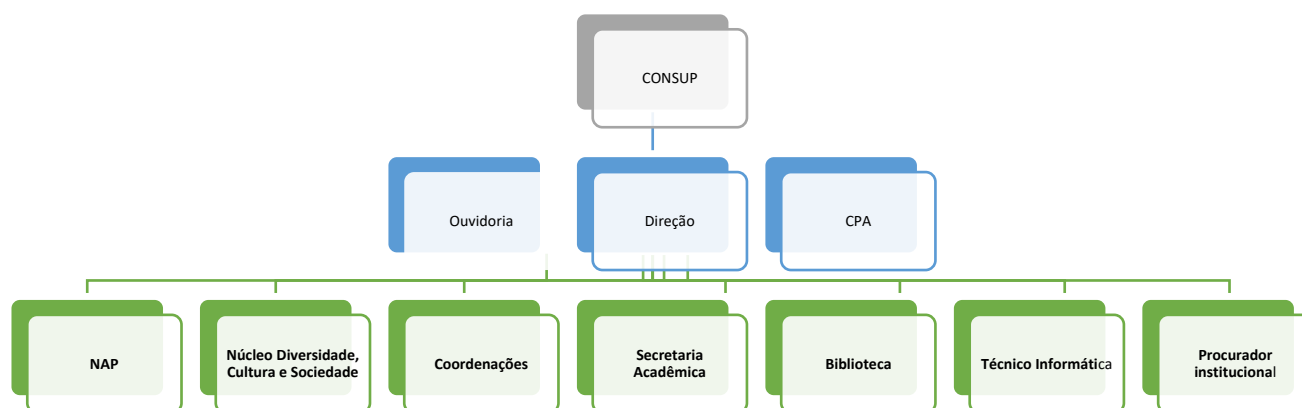 CONSUP
Ouvidoria
Direção
CPA
NAP
Núcleo Diversidade,
Cultura e Sociedade
Coordenações
Secretaria
Acadêmica
Biblioteca
Técnico Informática
Procurador
institucional